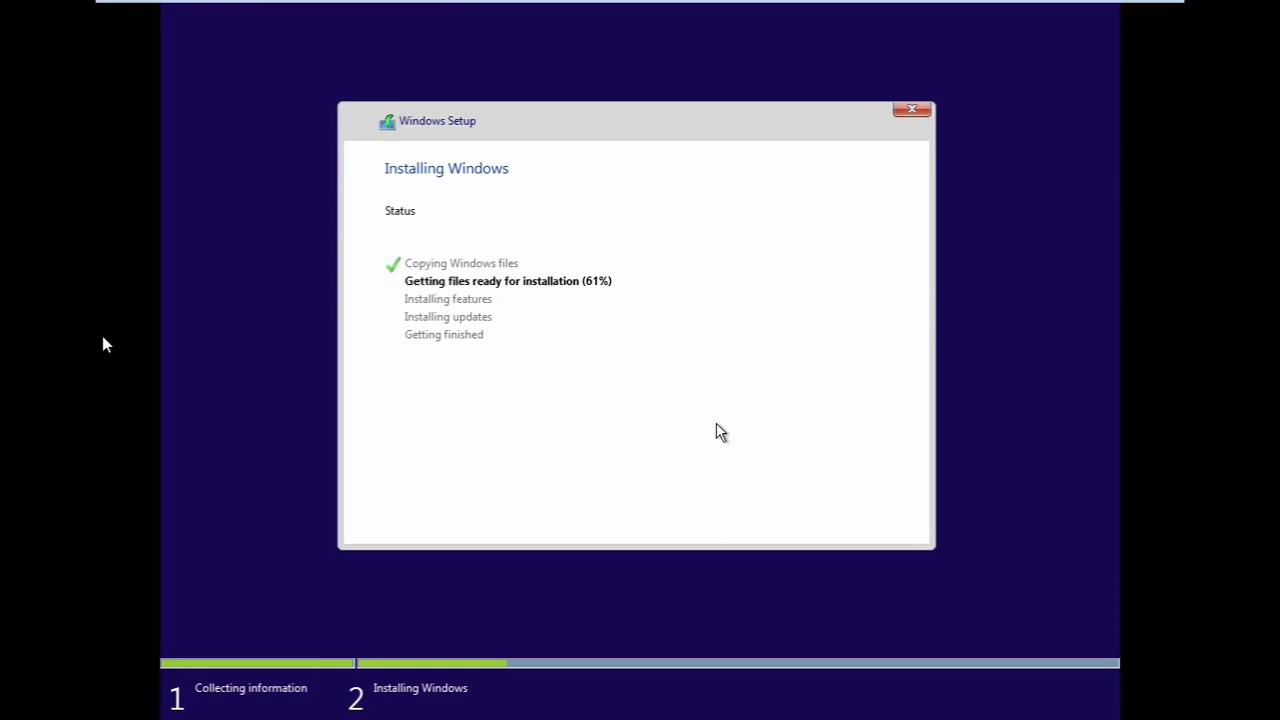 Windows Setup
Installing Windows
Status
Copying Windows files
Getting files ready for installation (61%)
Installing features
Installing updates
Getting finished
1 Collecting information
2 Installing Windows